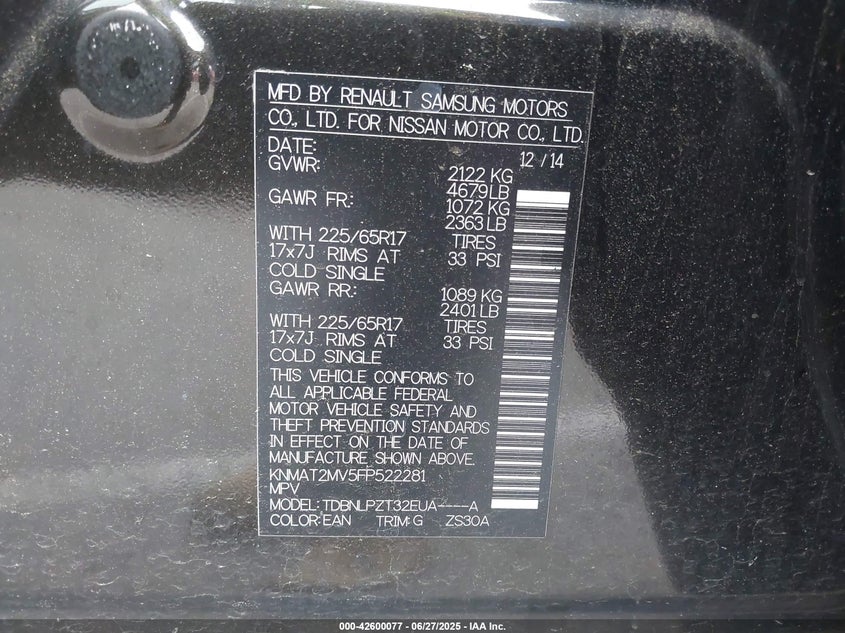 MFD BY RENAULT SAMSUNG MOTORS
CO., LTD. FOR NISSAN MOTOR CO., LTD.
DATE: 12 / 14
GVWR: 2122 KG
4679 LB
GAWR FR: 1072 KG
2363 LB
WITH 225/65R17 TIRES
17x7J RIMS AT 33 PSI
COLD SINGLE
GAWR RR: 1089 KG
2401 LB
WITH 225/65R17 TIRES
17x7J RIMS AT 33 PSI
COLD SINGLE
THIS VEHICLE CONFORMS TO
ALL APPLICABLE FEDERAL
MOTOR VEHICLE SAFETY AND
THEFT PREVENTION STANDARDS
IN EFFECT ON THE DATE OF
MANUFACTURE SHOWN ABOVE.
KNMAT2MV5FP522281
MPV
MODEL: TDBNLPZT32EUA----A
COLOR: EAN TRIM: G ZS30A
000-42600077 - 06/27/2025 - IAA Inc.